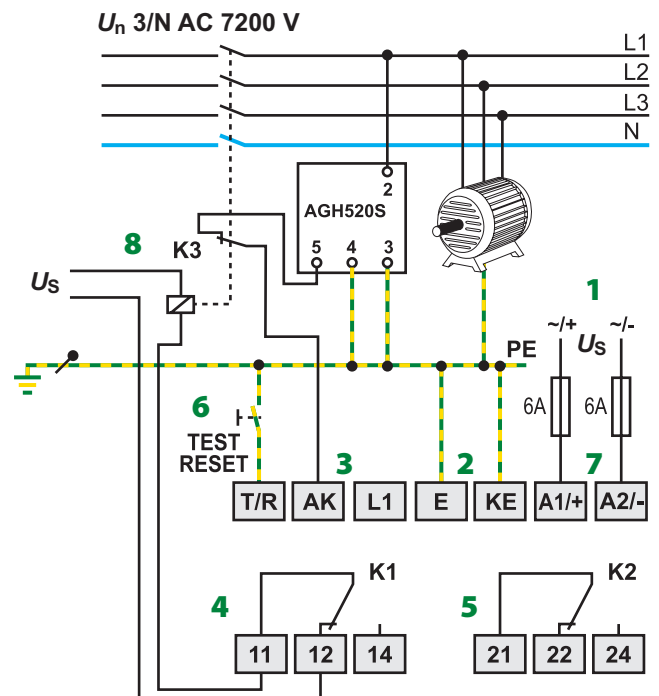 Un 3/N AC 7200 V
L1
L2
L3
N
2
AGH520S
5 4 3
8
K3
US
1
~/+ US ~/-
PE
6A 6A
6
TEST
RESET
3 2 7
T/R AK L1 E KE A1/+ A2/-
K1 K2
4 5
11 12 14 21 22 24